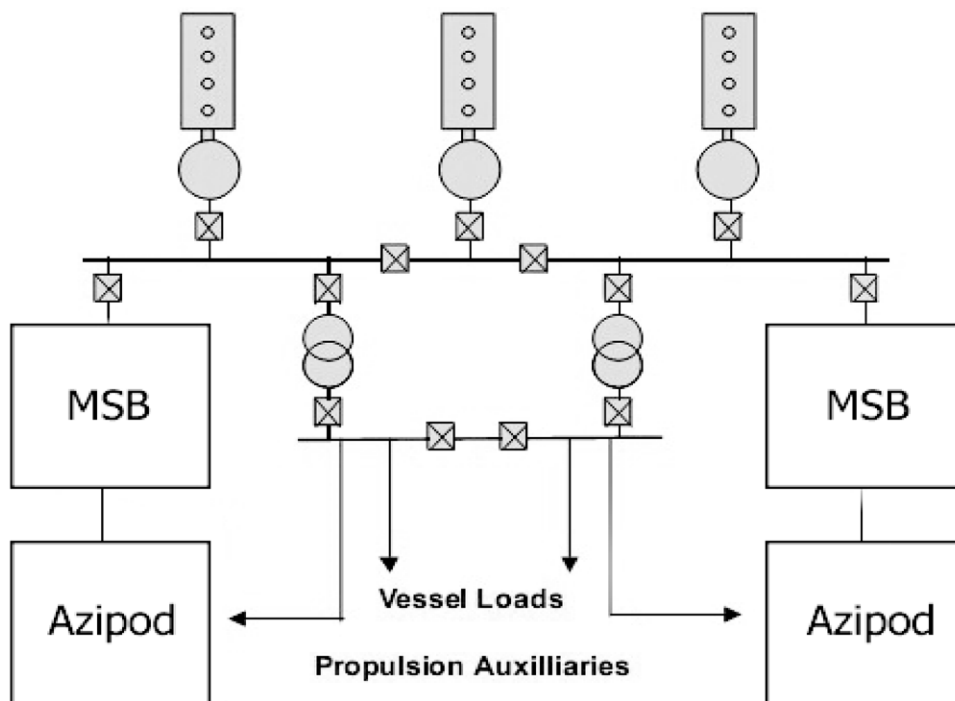 MSB
MSB
Azipod
Vessel Loads
Azipod
Propulsion Auxilliaries